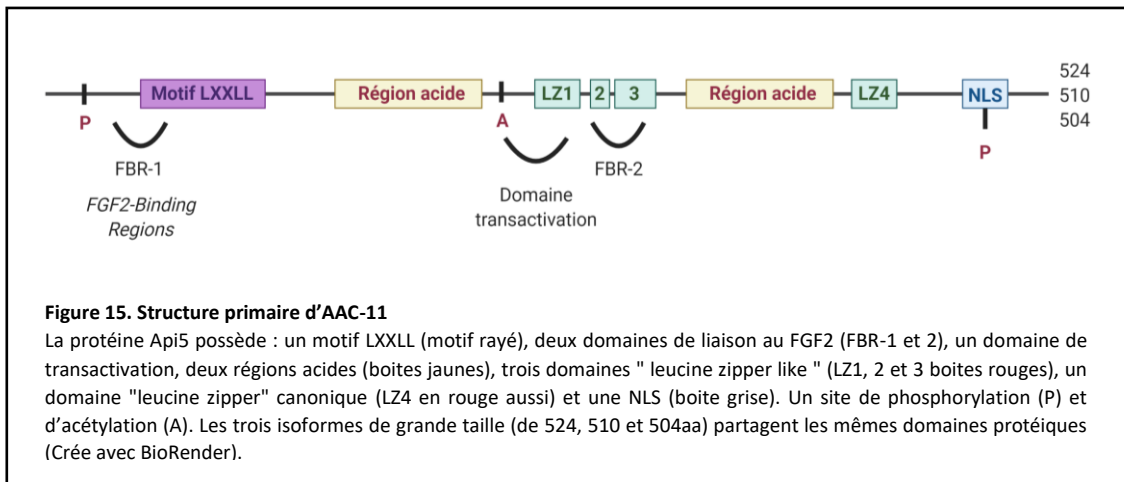 524
510
504
Motif LXXLL
Région acide
LZ1
2
3
Région acide
LZ4
NLS
P
A
P
FBR-1
FGF2-Binding
Regions
Domaine
transactivation
FBR-2
Figure 15. Structure primaire d’AAC-11
La protéine Api5 possède : un motif LXXLL (motif rayé), deux domaines de liaison au FGF2 (FBR-1 et 2), un domaine de
transactivation, deux régions acides (boites jaunes), trois domaines " leucine zipper like " (LZ1, 2 et 3 boites rouges), un
domaine "leucine zipper" canonique (LZ4 en rouge aussi) et une NLS (boite grise). Un site de phosphorylation (P) et
d’acétylation (A). Les trois isoformes de grande taille (de 524, 510 et 504aa) partagent les mêmes domaines protéiques
(Crée avec BioRender).